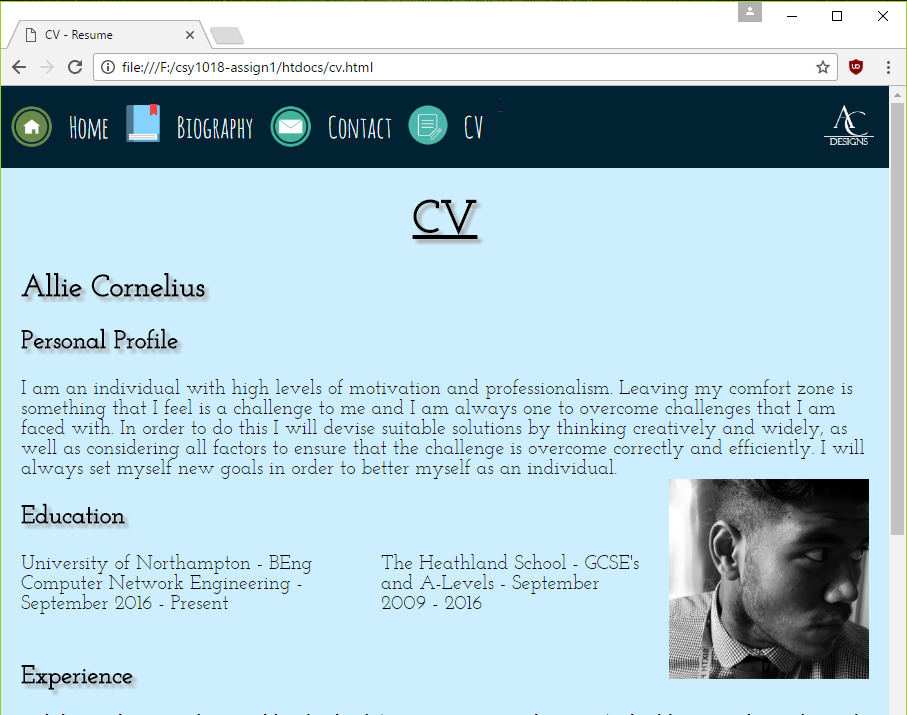 CV - Resume
file:///F:/csy1018-assign1/htdocs/cv.html
Home Biography Contact CV
AC
DESIGNS
CV
Allie Cornelius
Personal Profile
I am an individual with high levels of motivation and professionalism. Leaving my comfort zone is
something that I feel is a challenge to me and I am always one to overcome challenges that I am
faced with. In order to do this I will devise suitable solutions by thinking creatively and widely, as
well as considering all factors to ensure that the challenge is overcome correctly and efficiently. I will
always set myself new goals in order to better myself as an individual.
Education
University of Northampton - BEng
Computer Network Engineering -
September 2016 - Present
The Heathland School - GCSE's
and A-Levels - September
2009 - 2016
SIXTH F
Experience